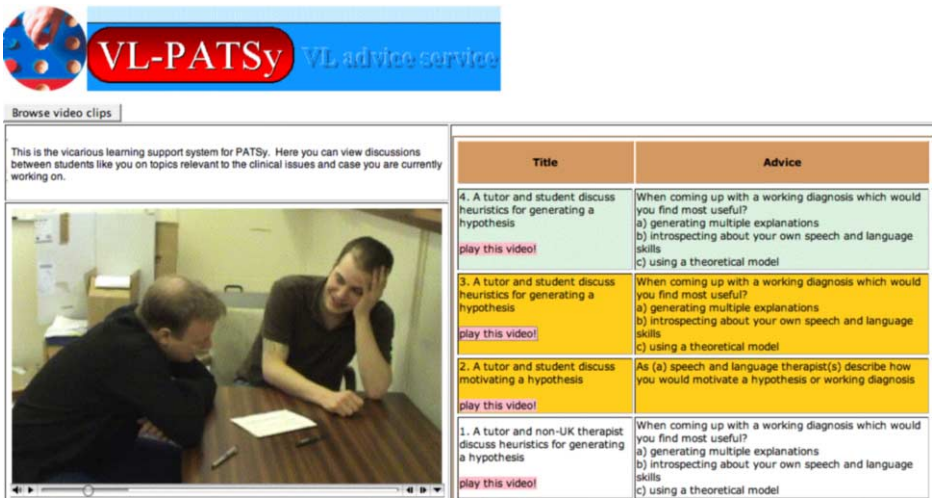 VL-PATSy VL advice service
Browse video clips
This is the vicarious learning support system for PATSy. Here you can view discussions
between students like you on topics relevant to the clinical issues and case you are currently
working on.
Title Advice
4. A tutor and student discuss
heuristics for generating a
hypothesis
play this video!
When coming up with a working diagnosis which would
you find most useful?
a) generating multiple explanations
b) introspecting about your own speech and language
skills
c) using a theoretical model
3. A tutor and student discuss
heuristics for generating a
hypothesis
play this video!
When coming up with a working diagnosis which would
you find most useful?
a) generating multiple explanations
b) introspecting about your own speech and language
skills
c) using a theoretical model
2. A tutor and student discuss
motivating a hypothesis
play this video!
As (a) speech and language therapist(s) describe how
you would motivate a hypothesis or working diagnosis
1. A tutor and non-UK therapist
discuss heuristics for generating
a hypothesis
play this video!
When coming up with a working diagnosis which would
you find most useful?
a) generating multiple explanations
b) introspecting about your own speech and language
skills
c) using a theoretical model